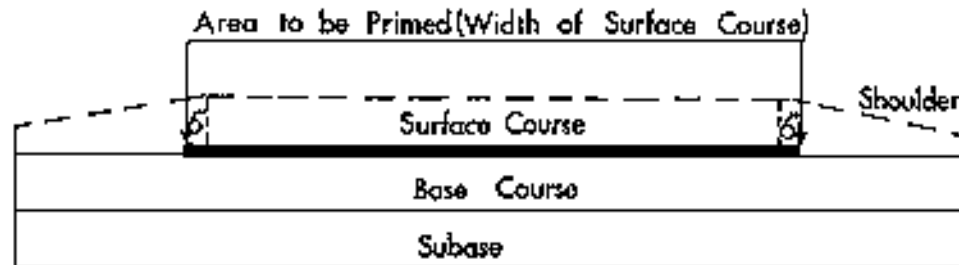 Area to be Primed(Width of Surface Course)
Shoulder
6" Surface Course 6"
Base Course
Subase